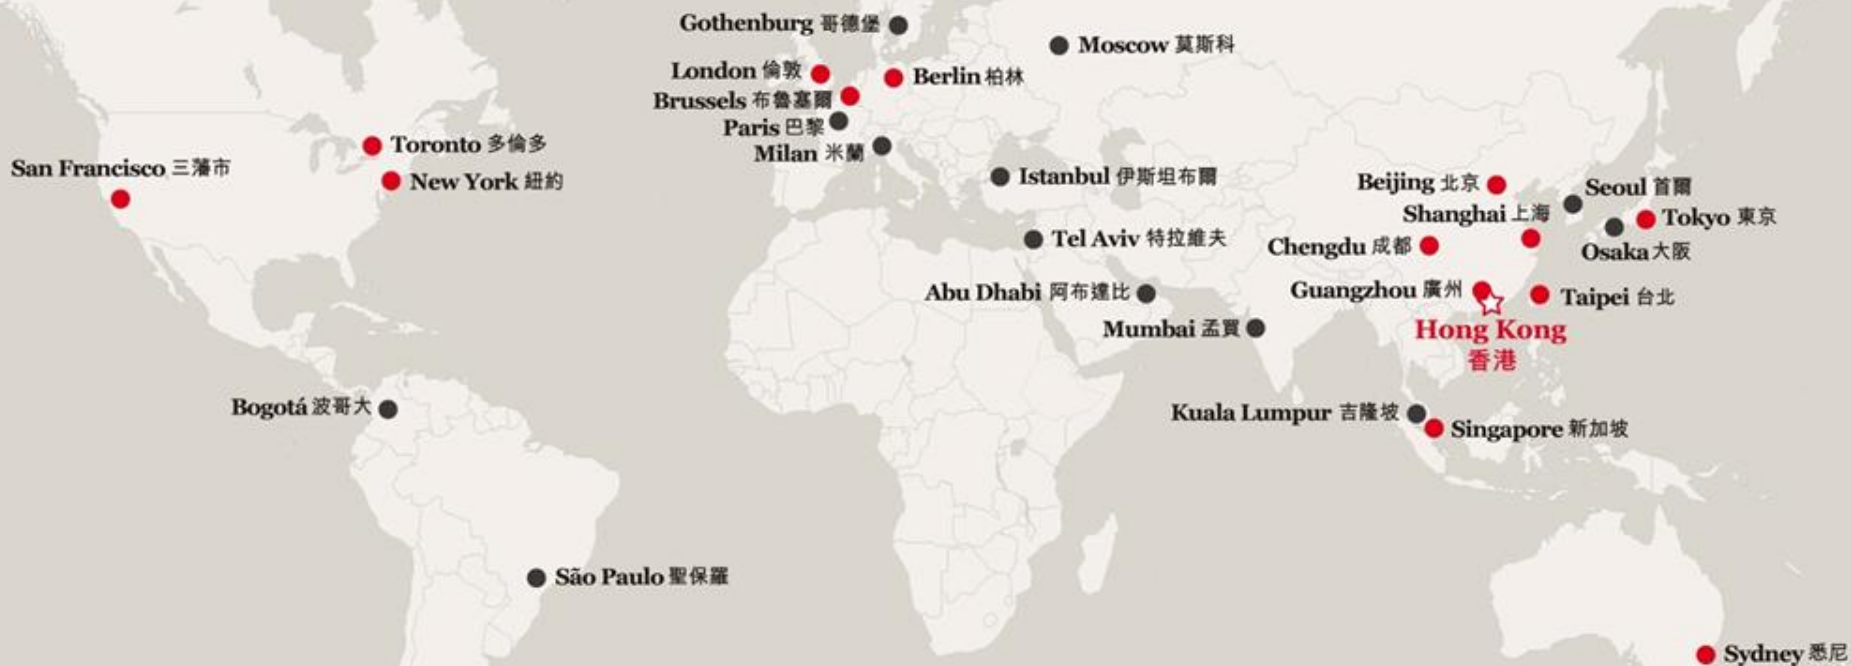 Gothenburg 哥德堡
Moscow 莫斯科
London 倫敦
Berlin 柏林
Brussels 布魯塞爾
Paris 巴黎
Milan 米蘭
Toronto 多倫多
San Francisco 三藩市
New York 紐約
Istanbul 伊斯坦布爾
Beijing 北京
Seoul 首爾
Shanghai 上海
Tokyo 東京
Tel Aviv 特拉維夫
Chengdu 成都
Osaka 大阪
Abu Dhabi 阿布達比
Guangzhou 廣州
Taipei 台北
Mumbai 孟買
Hong Kong
香港
Bogotá 波哥大
Kuala Lumpur 吉隆坡
Singapore 新加坡
São Paulo 聖保羅
Sydney 悉尼